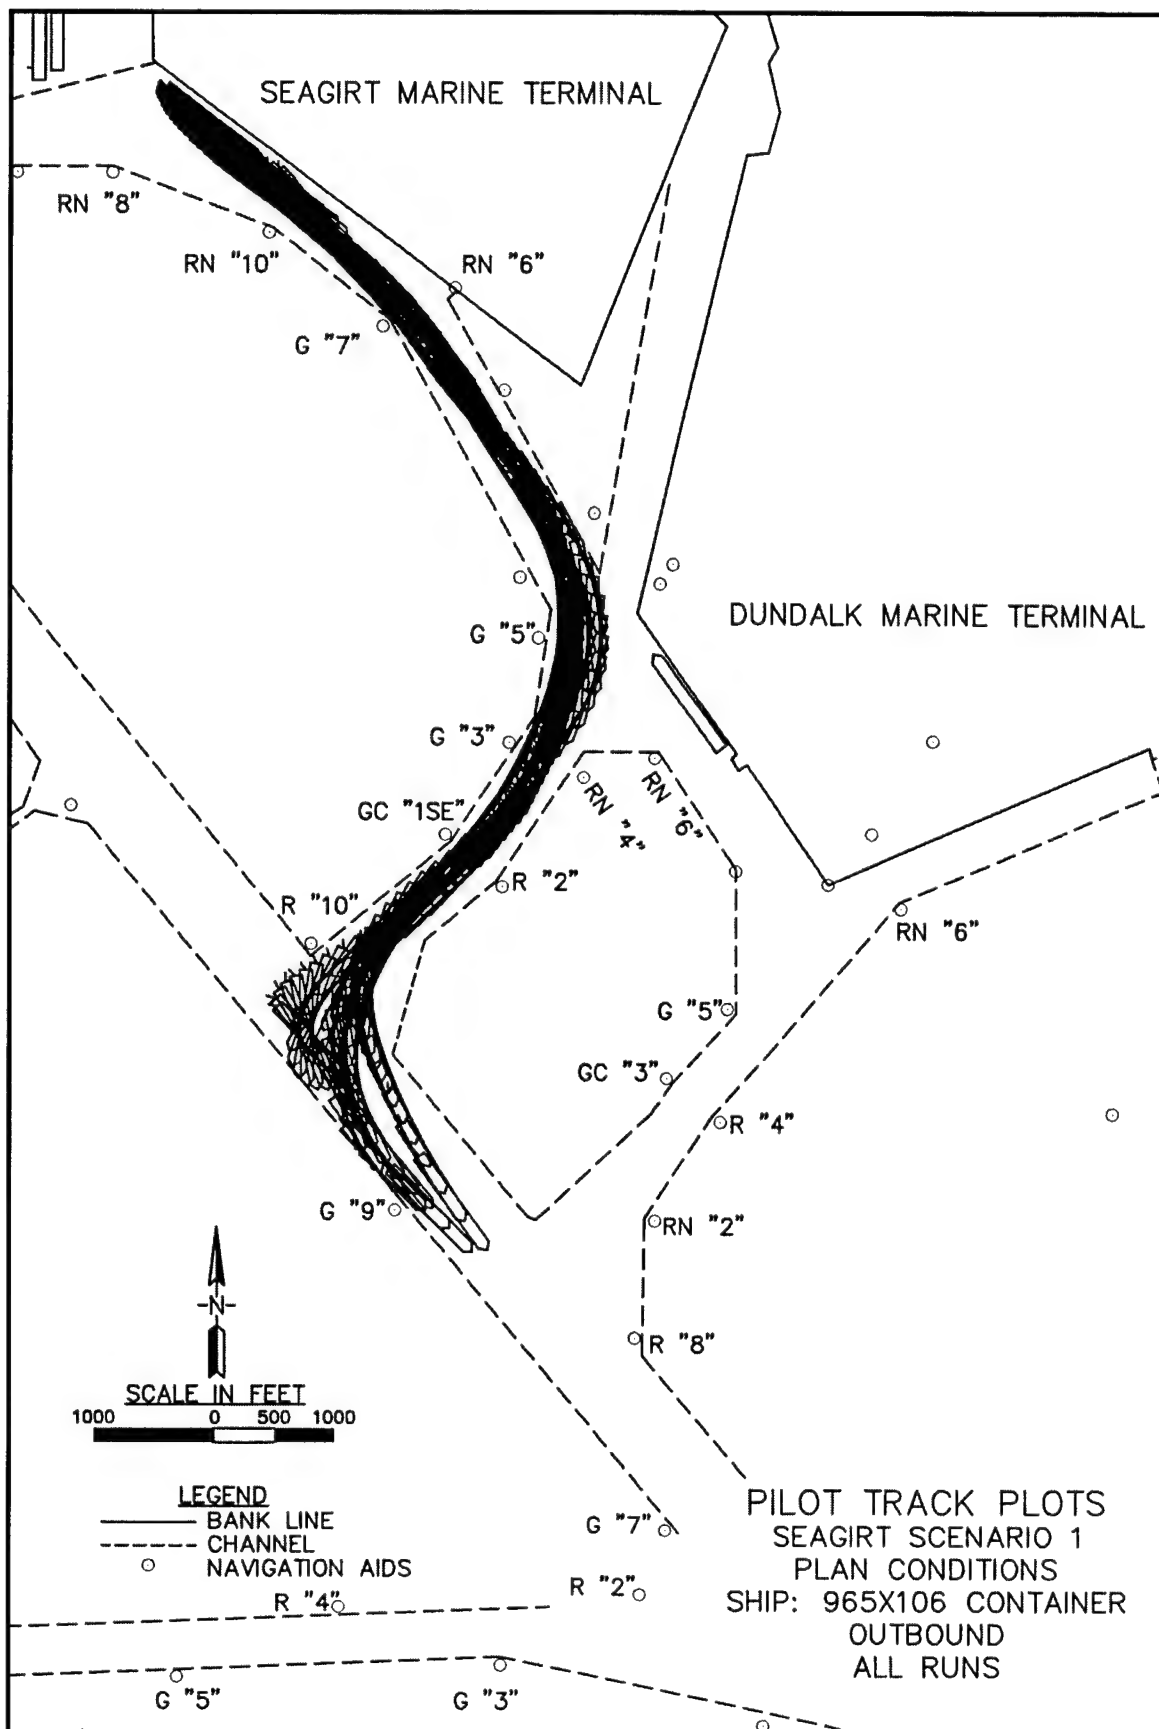 SEAGIRT MARINE TERMINAL
RN "8"
RN "10"
RN "6"
G "7"
DUNDALK MARINE TERMINAL
G "5"
G "3"
RN "4"
RN "6"
GC "1SE"
R "2"
R "10"
RN "6"
G "5"
GC "3"
R "4"
G "9"
RN "2"
-N-
R "8"
SCALE IN FEET
1000 0 500 1000
LEGEND
BANK LINE
CHANNEL
NAVIGATION AIDS
G "7"
R "2"
R "4"
G "5"
G "3"
PILOT TRACK PLOTS
SEAGIRT SCENARIO 1
PLAN CONDITIONS
SHIP: 965X106 CONTAINER
OUTBOUND
ALL RUNS